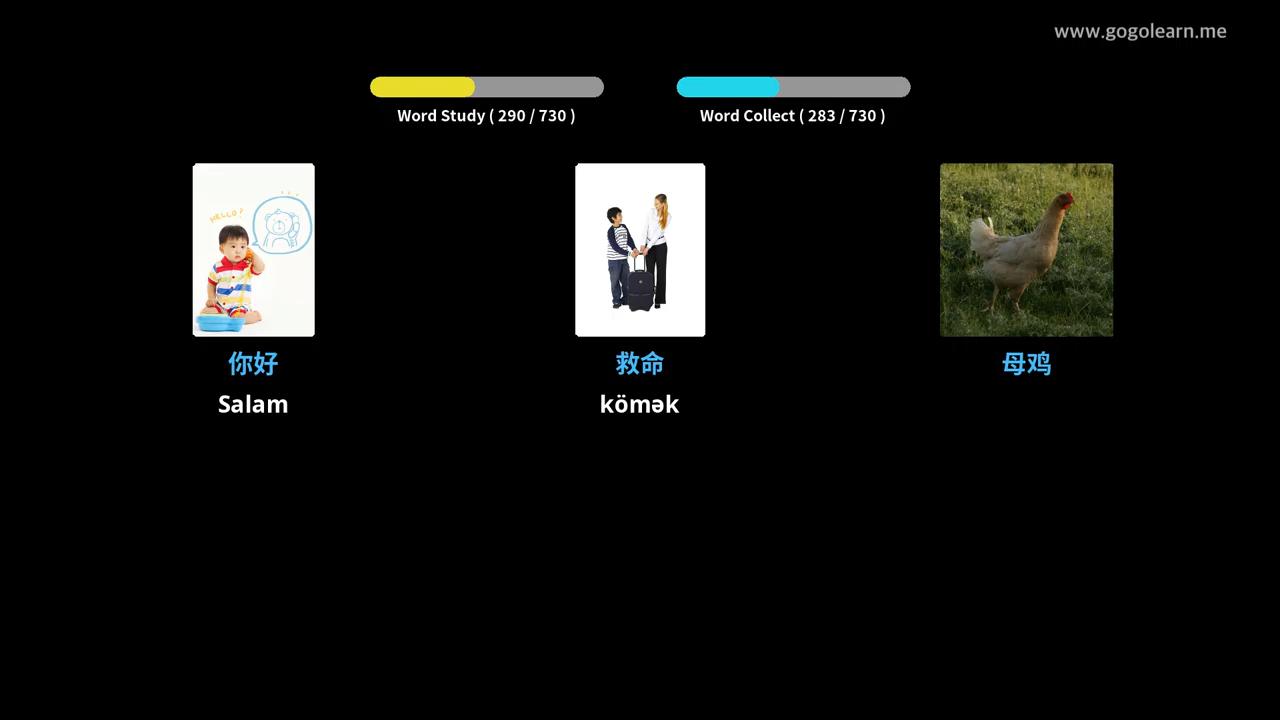 www.gogolearn.me
Word Study ( 290 / 730 )
Word Collect ( 283 / 730 )
HELLO?
你好
救命
母鸡
Salam
kömək